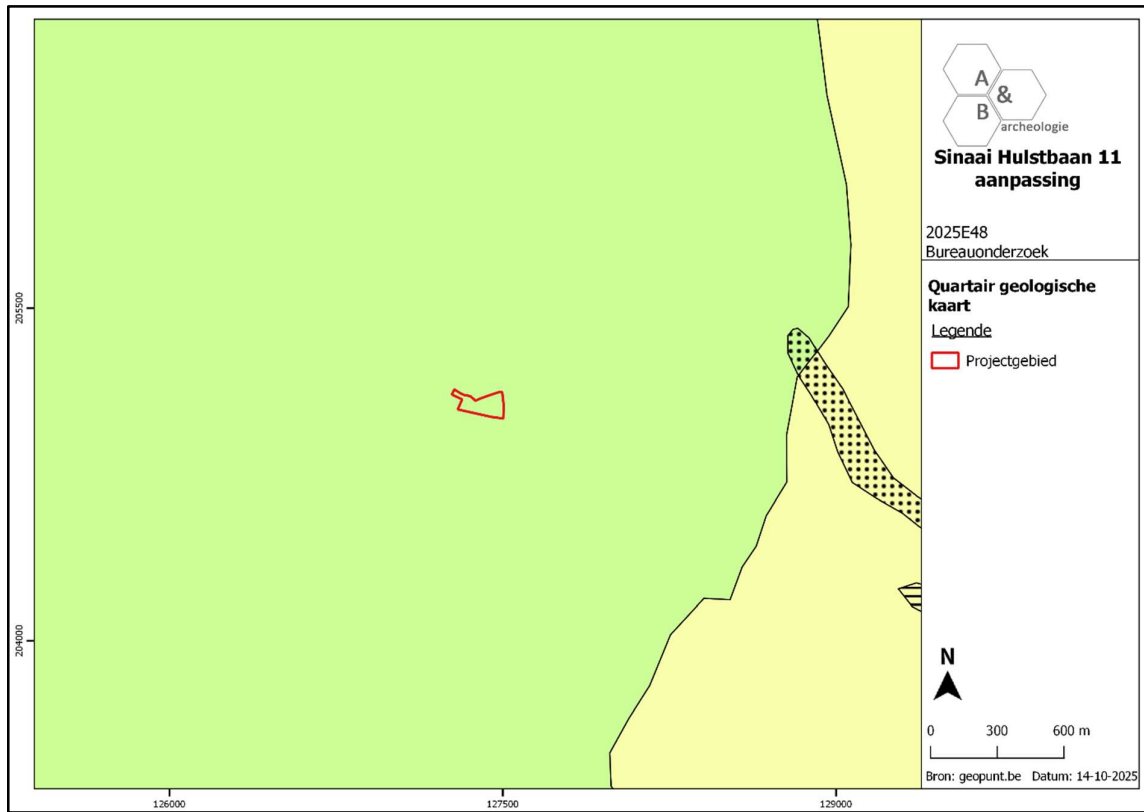 A
&
B
archeologie
Sinaai Hulstbaan 11
aanpassing
2025E48
Bureauonderzoek
Quartair geologische
kaart
Legende
Projectgebied
N
0 300 600 m
Bron: geopunt.be Datum: 14-10-2025
205500
204000
126000 127500 129000